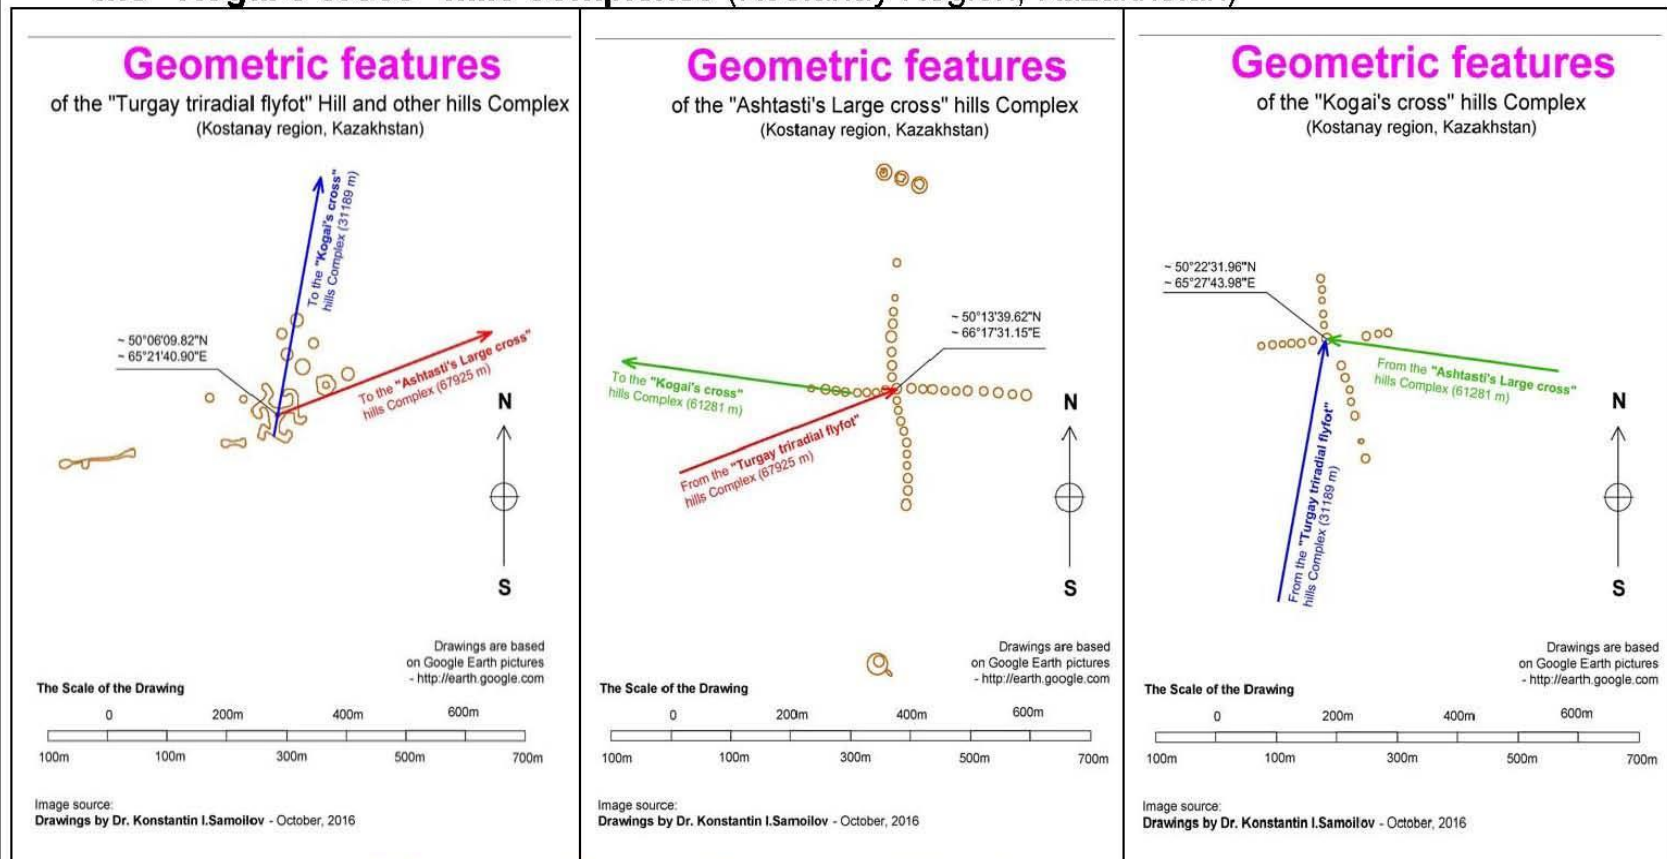 (Kostanay Region, Kazakhstan)
Geometric features
of the "Turgay triradial flyfot" Hill and other hills Complex
(Kostanay region, Kazakhstan)
To the "Kogai's cross"
hills Complex (31189 m)
~ 50°06'09.82"N
~ 65°21'40.90"E
To the "Ashtasti's Large cross"
hills Complex (67925 m)
N
S
Drawings are based
on Google Earth pictures
- http://earth.google.com
The Scale of the Drawing
0 200m 400m 600m
100m 100m 300m 500m 700m
Image source:
Drawings by Dr. Konstantin I.Samoilov - October, 2016
Geometric features
of the "Ashtasti's Large cross" hills Complex
(Kostanay region, Kazakhstan)
~ 50°13'39.62"N
~ 66°17'31.15"E
To the "Kogai's cross"
hills Complex (61281 m)
From the "Turgay triradial flyfot"
hills Complex (67925 m)
N
S
Drawings are based
on Google Earth pictures
- http://earth.google.com
The Scale of the Drawing
0 200m 400m 600m
100m 100m 300m 500m 700m
Image source:
Drawings by Dr. Konstantin I.Samoilov - October, 2016
Geometric features
of the "Kogai's cross" hills Complex
(Kostanay region, Kazakhstan)
~ 50°22'31.96"N
~ 65°27'43.98"E
From the "Ashtasti's Large cross"
hills Complex (61281 m)
From the "Turgay triradial flyfot"
hills Complex (31189 m)
N
S
Drawings are based
on Google Earth pictures
- http://earth.google.com
The Scale of the Drawing
0 200m 400m 600m
100m 100m 300m 500m 700m
Image source:
Drawings by Dr. Konstantin I.Samoilov - October, 2016